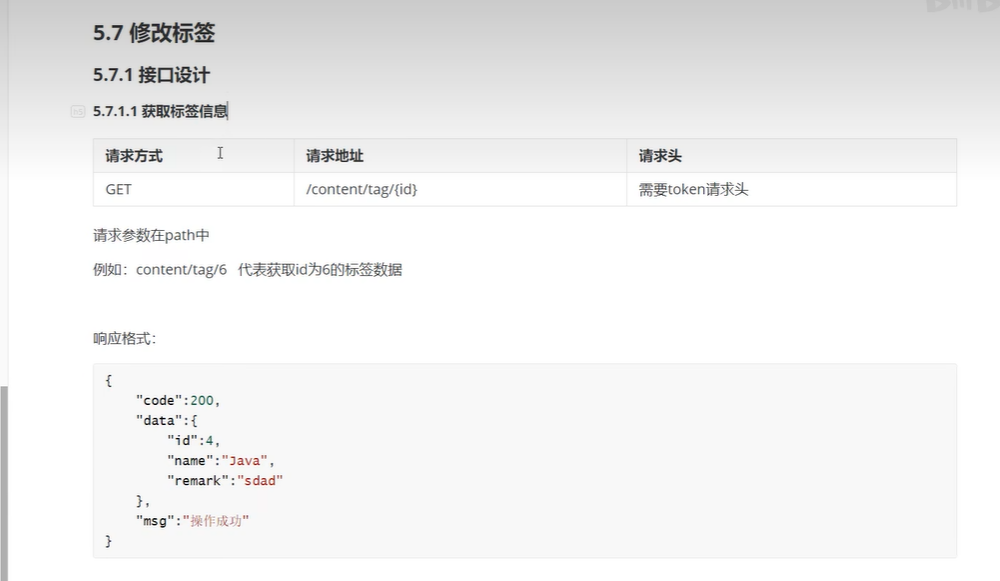 5.7 修改标签
5.7.1 接口设计
5.7.1.1 获取标签信息
请求方式 请求地址 请求头
GET /content/tag/{id} 需要token请求头
请求参数在path中
例如：content/tag/6 代表获取id为6的标签数据
响应格式：
{
"code":200,
"data":{
"id":4,
"name":"Java",
"remark":"sdad"
},
"msg":"操作成功"
}